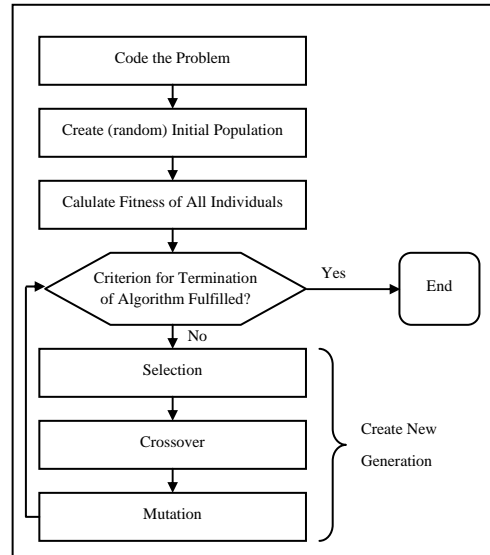 Code the Problem
Create (random) Initial Population
Calulate Fitness of All Individuals
Criterion for Termination
of Algorithm Fulfilled?
Yes
End
No
Selection
Crossover
Create New
Generation
Mutation